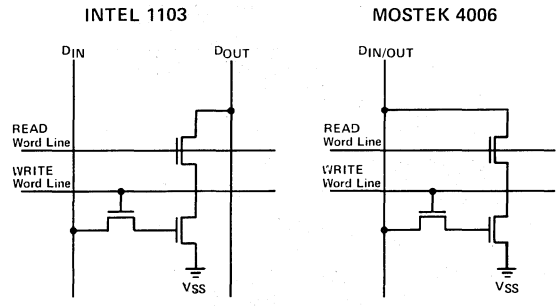 INTEL 1103
MOSTEK 4006
DIN
DOUT
READ
Word Line
WRITE
Word Line
VSS
DIN/OUT
READ
Word Line
WRITE
Word Line
VSS